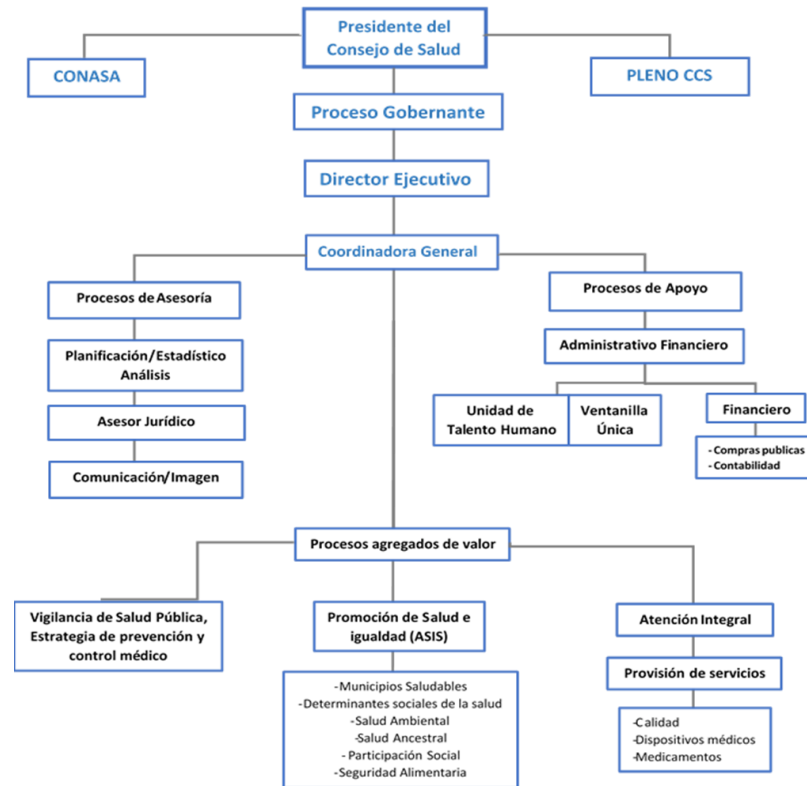 Presidente del
Consejo de Salud
CONASA
PLENO CCS
Proceso Gobernante
Director Ejecutivo
Coordinadora General
Procesos de Asesoría
Planificación/Estadístico
Análisis
Asesor Jurídico
Comunicación/Imagen
Procesos de Apoyo
Administrativo Financiero
Unidad de
Talento Humano
Ventanilla
Única
Financiero
- Compras publicas
- Contabilidad
Procesos agregados de valor
Vigilancia de Salud Pública,
Estrategia de prevención y
control médico
Promoción de Salud e
igualdad (ASIS)
-Municipios Saludables
-Determinantes sociales de la salud
-Salud Ambiental
-Salud Ancestral
-Participación Social
-Seguridad Alimentaria
Atención Integral
Provisión de servicios
-Calidad
-Dispositivos médicos
-Medicamentos